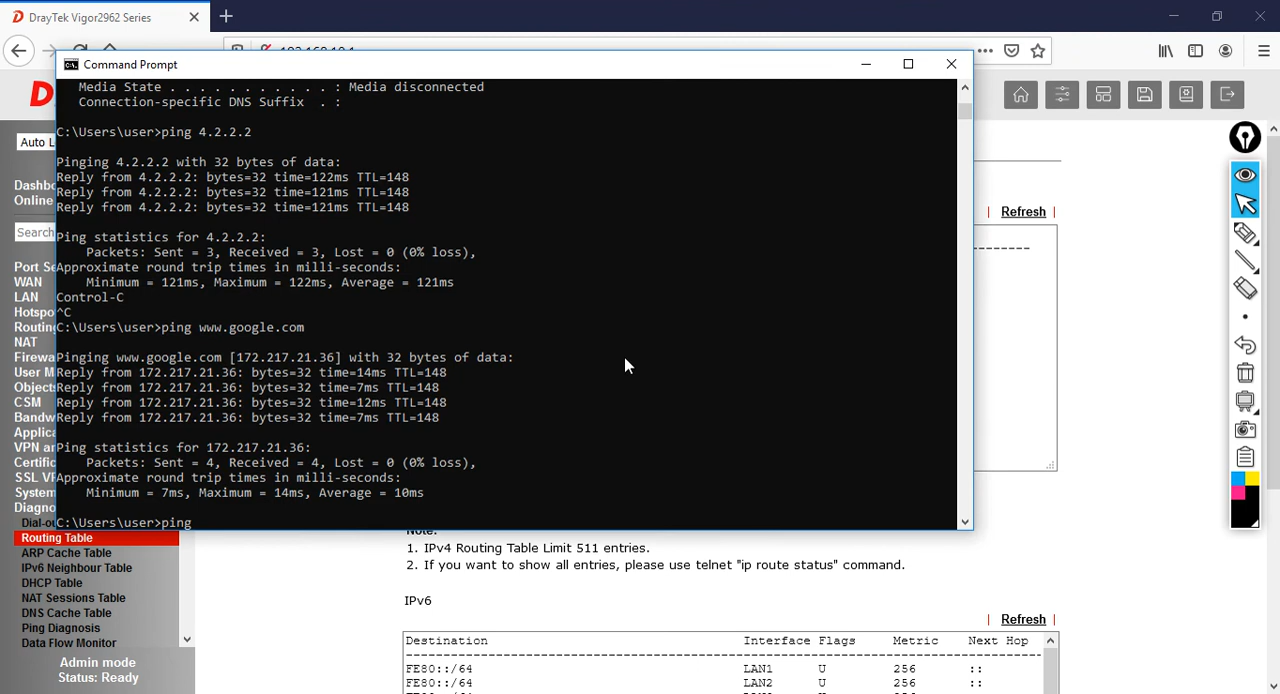 DrayTek Vigor2962 Series
Command Prompt
Media State . . . . . . . . . . . : Media disconnected
Connection-specific DNS Suffix  . :
C:\Users\user>ping 4.2.2.2
Pinging 4.2.2.2 with 32 bytes of data:
Reply from 4.2.2.2: bytes=32 time=122ms TTL=148
Reply from 4.2.2.2: bytes=32 time=121ms TTL=148
Reply from 4.2.2.2: bytes=32 time=121ms TTL=148
Ping statistics for 4.2.2.2:
Packets: Sent = 3, Received = 3, Lost = 0 (0% loss),
Approximate round trip times in milli-seconds:
Minimum = 121ms, Maximum = 122ms, Average = 121ms
Control-C
^C
C:\Users\user>ping www.google.com
Pinging www.google.com [172.217.21.36] with 32 bytes of data:
Reply from 172.217.21.36: bytes=32 time=14ms TTL=148
Reply from 172.217.21.36: bytes=32 time=7ms TTL=148
Reply from 172.217.21.36: bytes=32 time=12ms TTL=148
Reply from 172.217.21.36: bytes=32 time=7ms TTL=148
Ping statistics for 172.217.21.36:
Packets: Sent = 4, Received = 4, Lost = 0 (0% loss),
Approximate round trip times in milli-seconds:
Minimum = 7ms, Maximum = 14ms, Average = 10ms
C:\Users\user>ping
Auto L
Dashbo
Online
Search
Port Se
WAN
LAN
Hotspo
Routing
NAT
Firewa
User M
Objects
CSM
Bandw
Applica
VPN an
Certific
SSL VP
System
Diagno
Dial-ou
Routing Table
ARP Cache Table
IPv6 Neighbour Table
DHCP Table
NAT Sessions Table
DNS Cache Table
Ping Diagnosis
Data Flow Monitor
Admin mode
Status: Ready
| Refresh |
Note:
1. IPv4 Routing Table Limit 511 entries.
2. If you want to show all entries, please use telnet "ip route status" command.
IPv6
| Refresh |
Destination Interface Flags Metric Next Hop
FE80::/64 LAN1 U 256 ::
FE80::/64 LAN2 U 256 ::